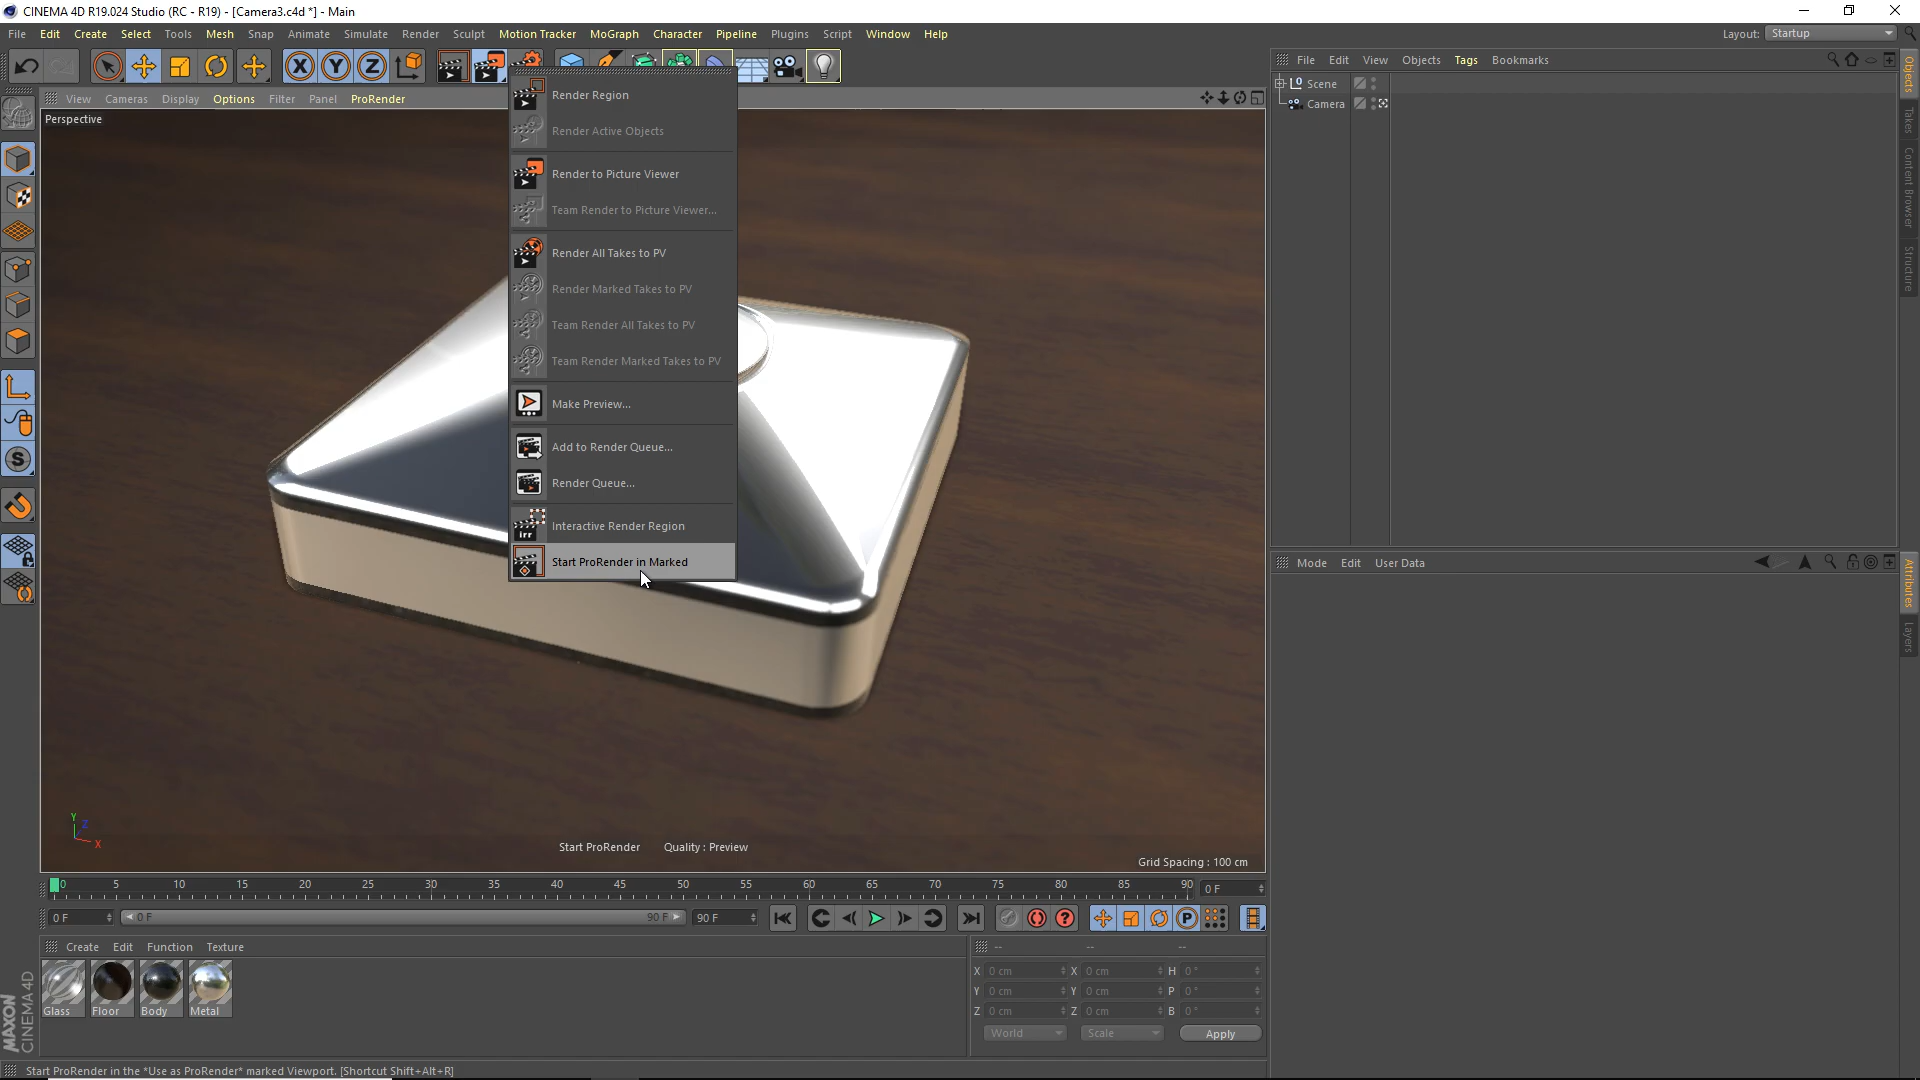 CINEMA 4D R19.024 Studio (RC - R19) - [Camera3.c4d *] - Main
File Edit Create Select Tools Mesh Snap Animate Simulate Render Sculpt Motion Tracker MoGraph Character Pipeline Plugins Script Window Help
Layout: Startup
View Cameras Display Options Filter Panel ProRender
Perspective
Render Region
Render Active Objects
Render to Picture Viewer
Team Render to Picture Viewer...
Render All Takes to PV
Render Marked Takes to PV
Team Render All Takes to PV
Team Render Marked Takes to PV
Make Preview...
Add to Render Queue...
Render Queue...
irr
Interactive Render Region
Start ProRender in Marked
Y
Z
X
Start ProRender Quality : Preview
Grid Spacing : 100 cm
File Edit View Objects Tags Bookmarks
Scene
Camera
Objects
Takes
Content Browser
Structure
Mode Edit User Data
Attributes
Layers
0 5 10 15 20 25 30 35 40 45 50 55 60 65 70 75 80 85 90 0 F
0 F 0 F 90 F 90 F
Create Edit Function Texture
Glass Floor Body Metal
-- -- --
X 0 cm X 0 cm H 0 °
Y 0 cm Y 0 cm P 0 °
Z 0 cm Z 0 cm B 0 °
World Scale Apply
MAXON
CINEMA 4D
Start ProRender in the *Use as ProRender* marked Viewport. [Shortcut Shift+Alt+R]